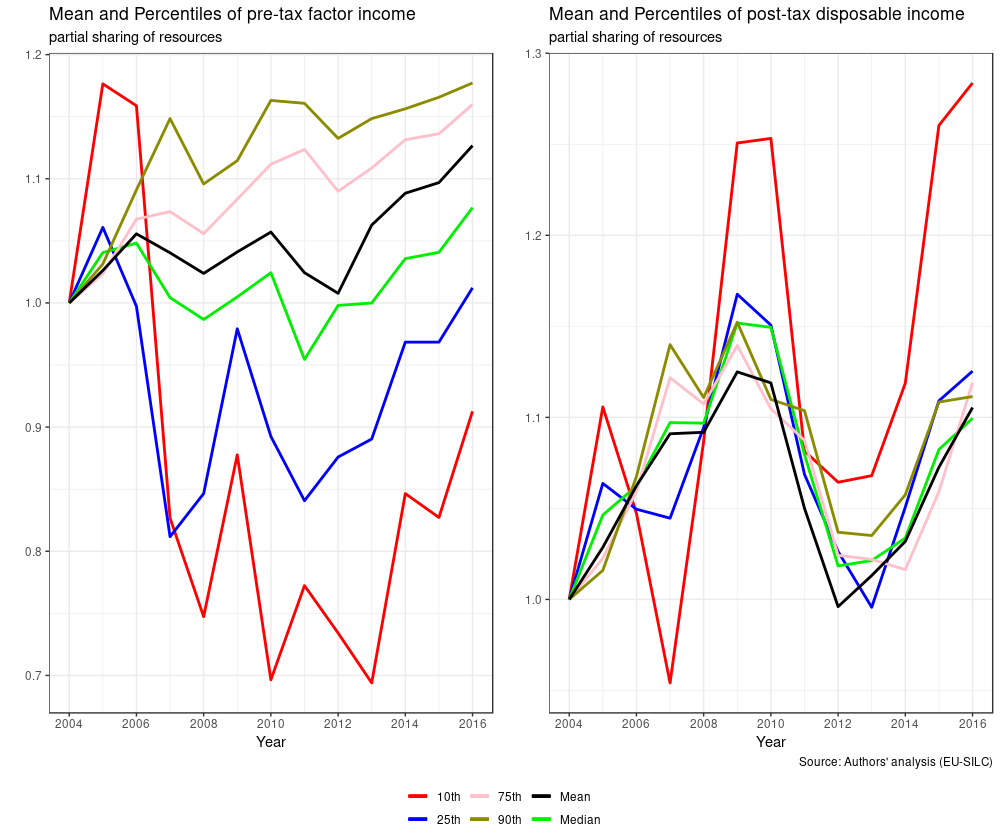 Mean and Percentiles of pre-tax factor income
partial sharing of resources
1.2
1.1
1.0
0.9
0.8
0.7
2004 2006 2008 2010 2012 2014 2016
Year
Mean and Percentiles of post-tax disposable income
partial sharing of resources
1.3
1.2
1.1
1.0
2004 2006 2008 2010 2012 2014 2016
Year
Source: Authors' analysis (EU-SILC)
10th 75th Mean
25th 90th Median